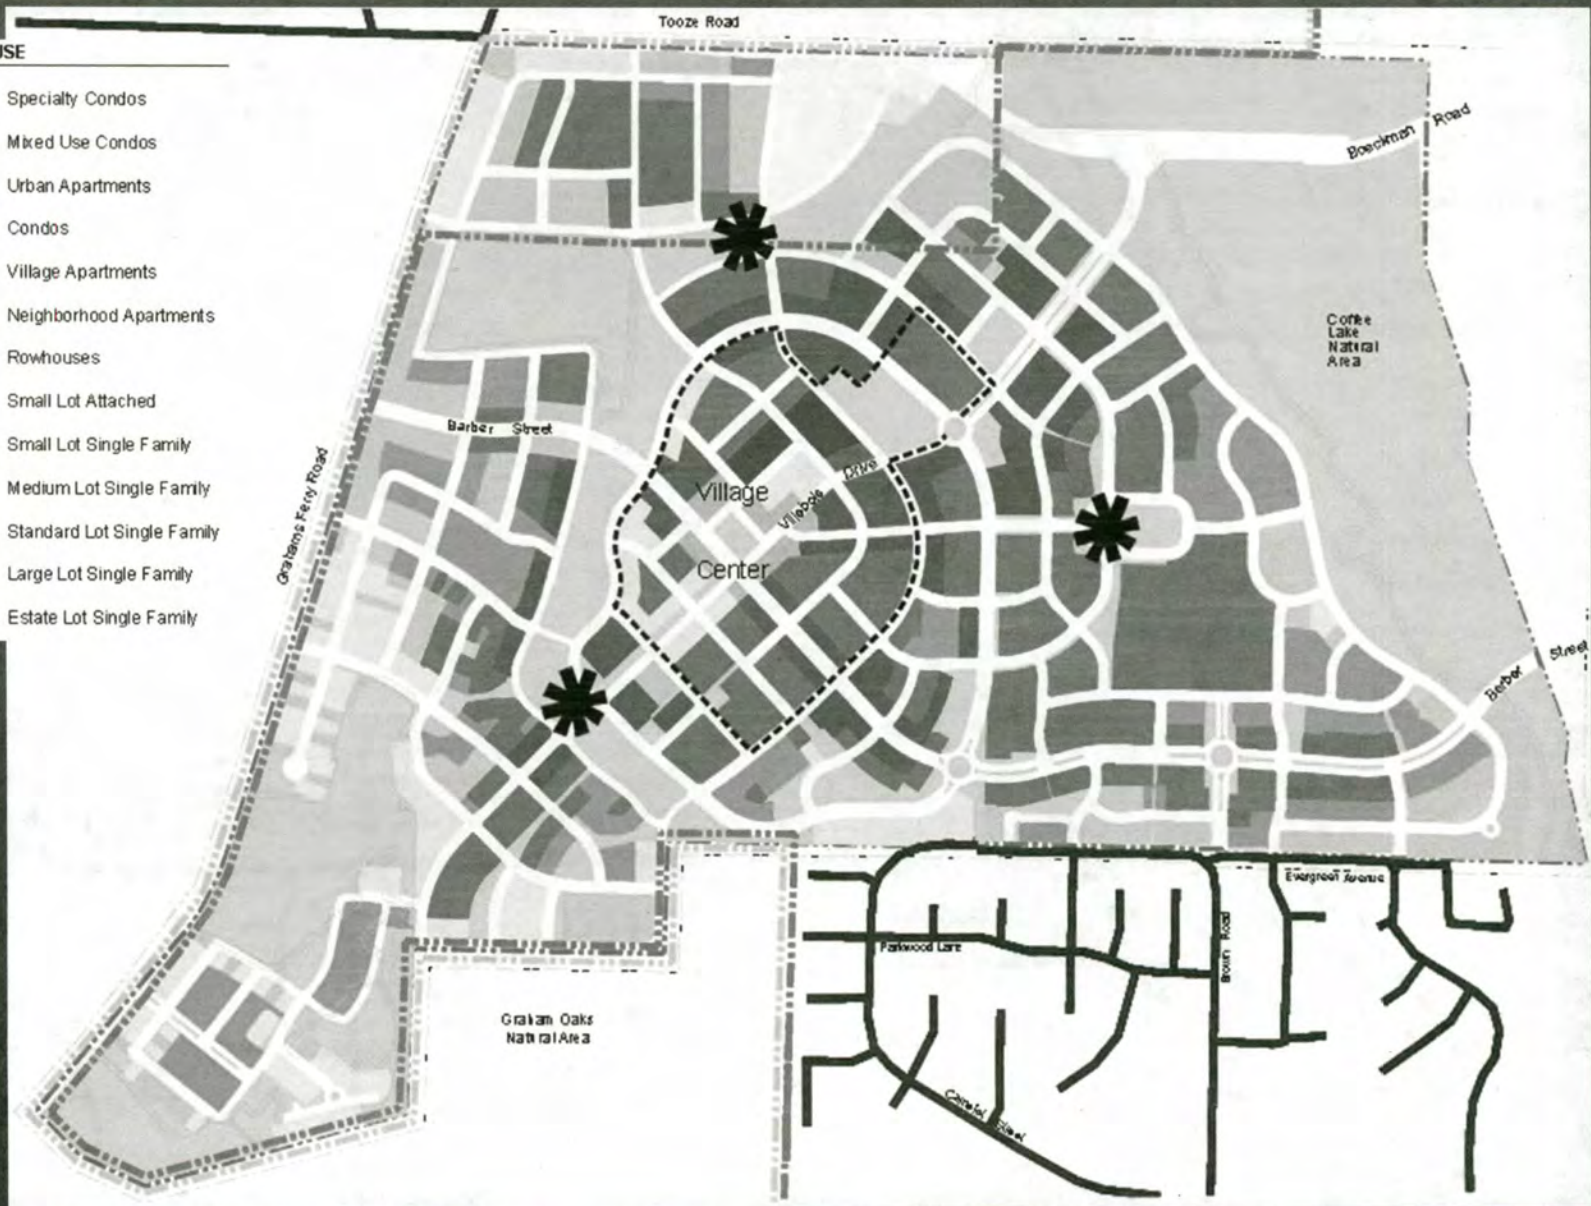 Tooze Road
USE
Specialty Condos
Mixed Use Condos
Urban Apartments
Condos
Village Apartments
Neighborhood Apartments
Rowhouses
Small Lot Attached
Small Lot Single Family
Medium Lot Single Family
Standard Lot Single Family
Large Lot Single Family
Estate Lot Single Family
Boeckman Road
Coffee
Lake
Natural
Area
Grahams Ferry Road
Barber Street
Village
Center
Villebois Drive
Barber Street
Evergreen Avenue
Parkwood Lane
Brown Road
Graham Oaks
Natural Area
Street